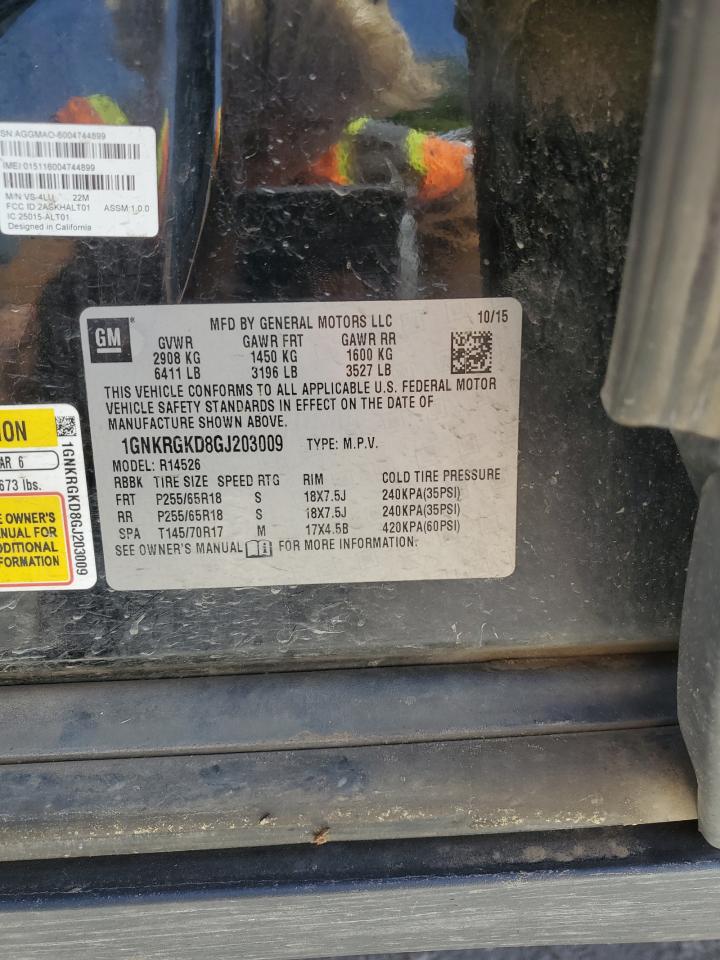 SN:AGGMAO-6004744899
IMEI:015116004744899
M/N VS-4LU 22M
FCC ID:2ASKHALT01 ASSM:1.0.0
IC:25015-ALT01
Designed in California
GM
MFD BY GENERAL MOTORS LLC 10/15
GVWR GAWR FRT GAWR RR
2908 KG 1450 KG 1600 KG
6411 LB 3196 LB 3527 LB
THIS VEHICLE CONFORMS TO ALL APPLICABLE U.S. FEDERAL MOTOR
VEHICLE SAFETY STANDARDS IN EFFECT ON THE DATE OF
MANUFACTURE SHOWN ABOVE.
1GNKRGKD8GJ203009 TYPE: M.P.V.
MODEL: R14526
RBBK TIRE SIZE SPEED RTG RIM COLD TIRE PRESSURE
FRT P255/65R18 S 18X7.5J 240KPA(35PSI)
RR P255/65R18 S 18X7.5J 240KPA(35PSI)
SPA T145/70R17 M 17X4.5B 420KPA(60PSI)
SEE OWNER'S MANUAL i FOR MORE INFORMATION.
ION
AR 6
673 lbs.
E OWNER'S
ANUAL FOR
DDITIONAL
FORMATION
1GNKRGKD8GJ203009